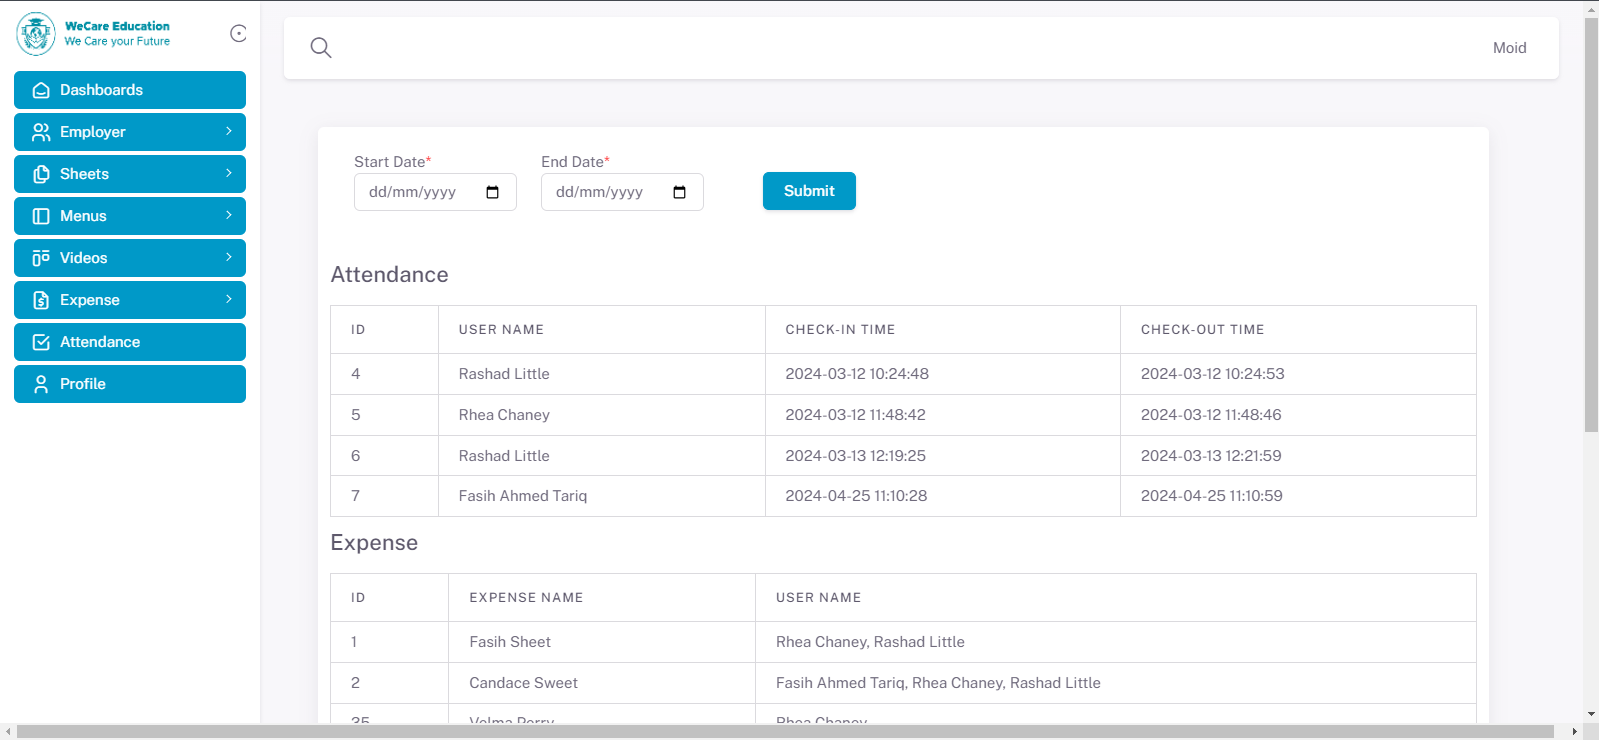 WeCare Education
We Care your Future
Dashboards
Employer
Sheets
Menus
Videos
Expense
Attendance
Profile
Moid
Start Date* End Date*
dd/mm/yyyy dd/mm/yyyy Submit
Attendance
ID USER NAME CHECK-IN TIME CHECK-OUT TIME
4 Rashad Little 2024-03-12 10:24:48 2024-03-12 10:24:53
5 Rhea Chaney 2024-03-12 11:48:42 2024-03-12 11:48:46
6 Rashad Little 2024-03-13 12:19:25 2024-03-13 12:21:59
7 Fasih Ahmed Tariq 2024-04-25 11:10:28 2024-04-25 11:10:59
Expense
ID EXPENSE NAME USER NAME
1 Fasih Sheet Rhea Chaney, Rashad Little
2 Candace Sweet Fasih Ahmed Tariq, Rhea Chaney, Rashad Little
35 Velma Perry Rhea Chaney